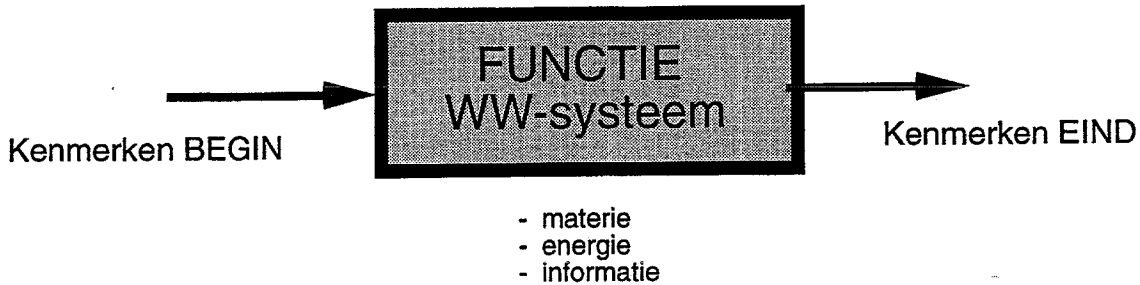 FUNCTIE
WW-systeem
Kenmerken BEGIN
Kenmerken EIND
- materie
- energie
- informatie